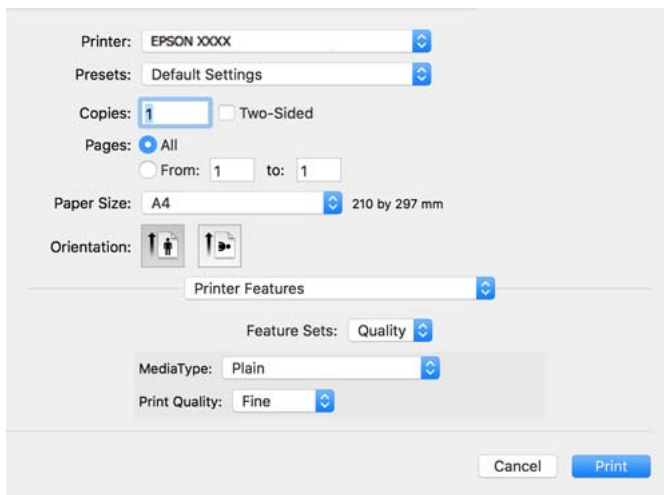 Printer: EPSON XXXX
Presets: Default Settings
Copies: 1 Two-Sided
Pages: All
From: 1 to: 1
Paper Size: A4 210 by 297 mm
Orientation:
Printer Features
Feature Sets: Quality
MediaType: Plain
Print Quality: Fine
Cancel Print